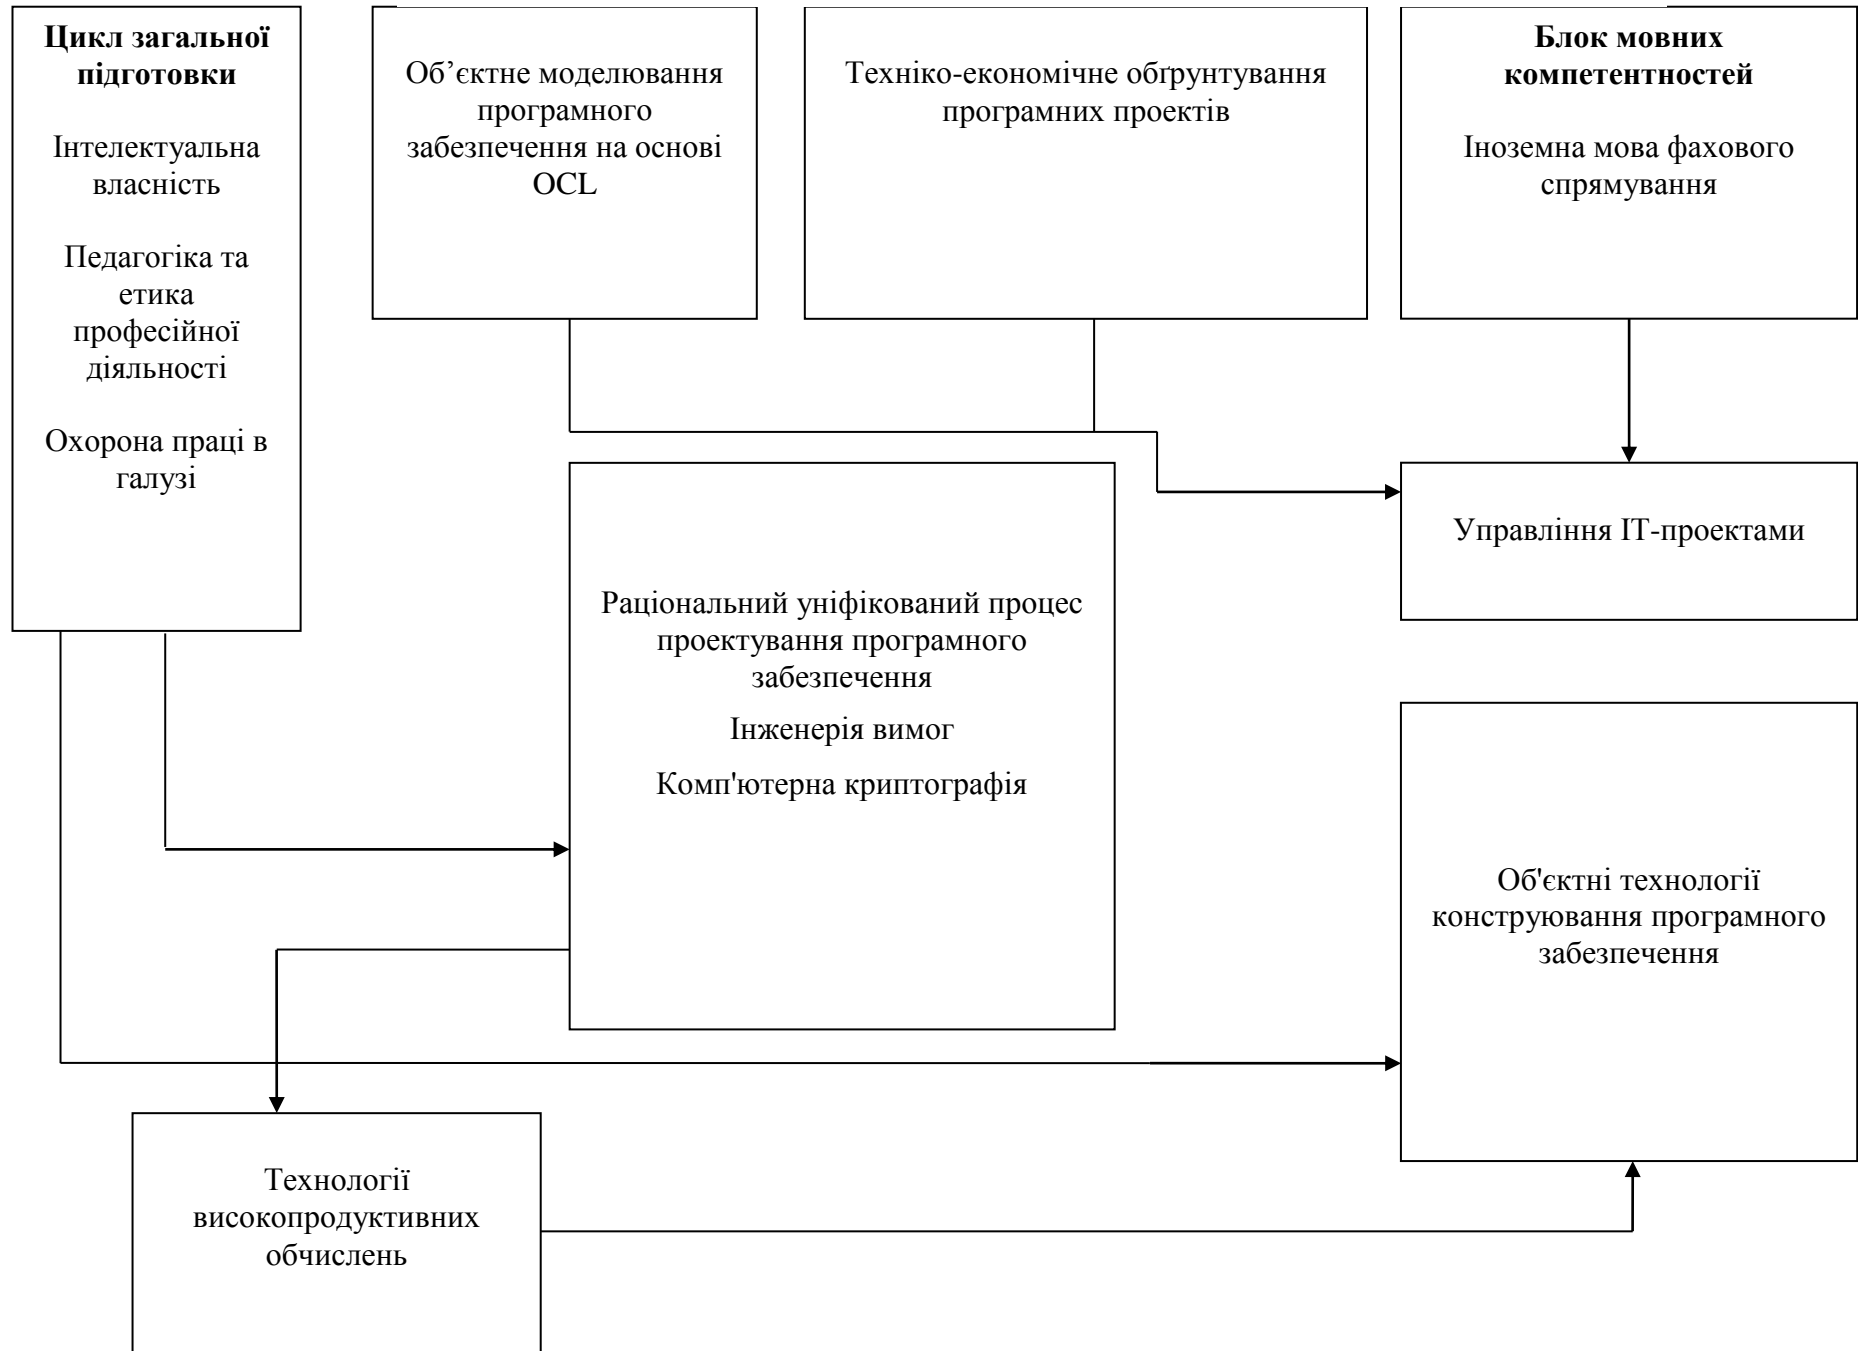 Цикл загальної
підготовки
Інтелектуальна
власність
Педагогіка та
етика
професійної
діяльності
Охорона праці в
галузі
Об’єктне моделювання
програмного
забезпечення на основі
OCL
Техніко-економічне обґрунтування
програмних проектів
Блок мовних
компетентностей
Іноземна мова фахового
спрямування
Управління ІТ-проектами
Раціональний уніфікований процес
проектування програмного
забезпечення
Інженерія вимог
Комп'ютерна криптографія
Об'єктні технології
конструювання програмного
забезпечення
Технології
високопродуктивних
обчислень